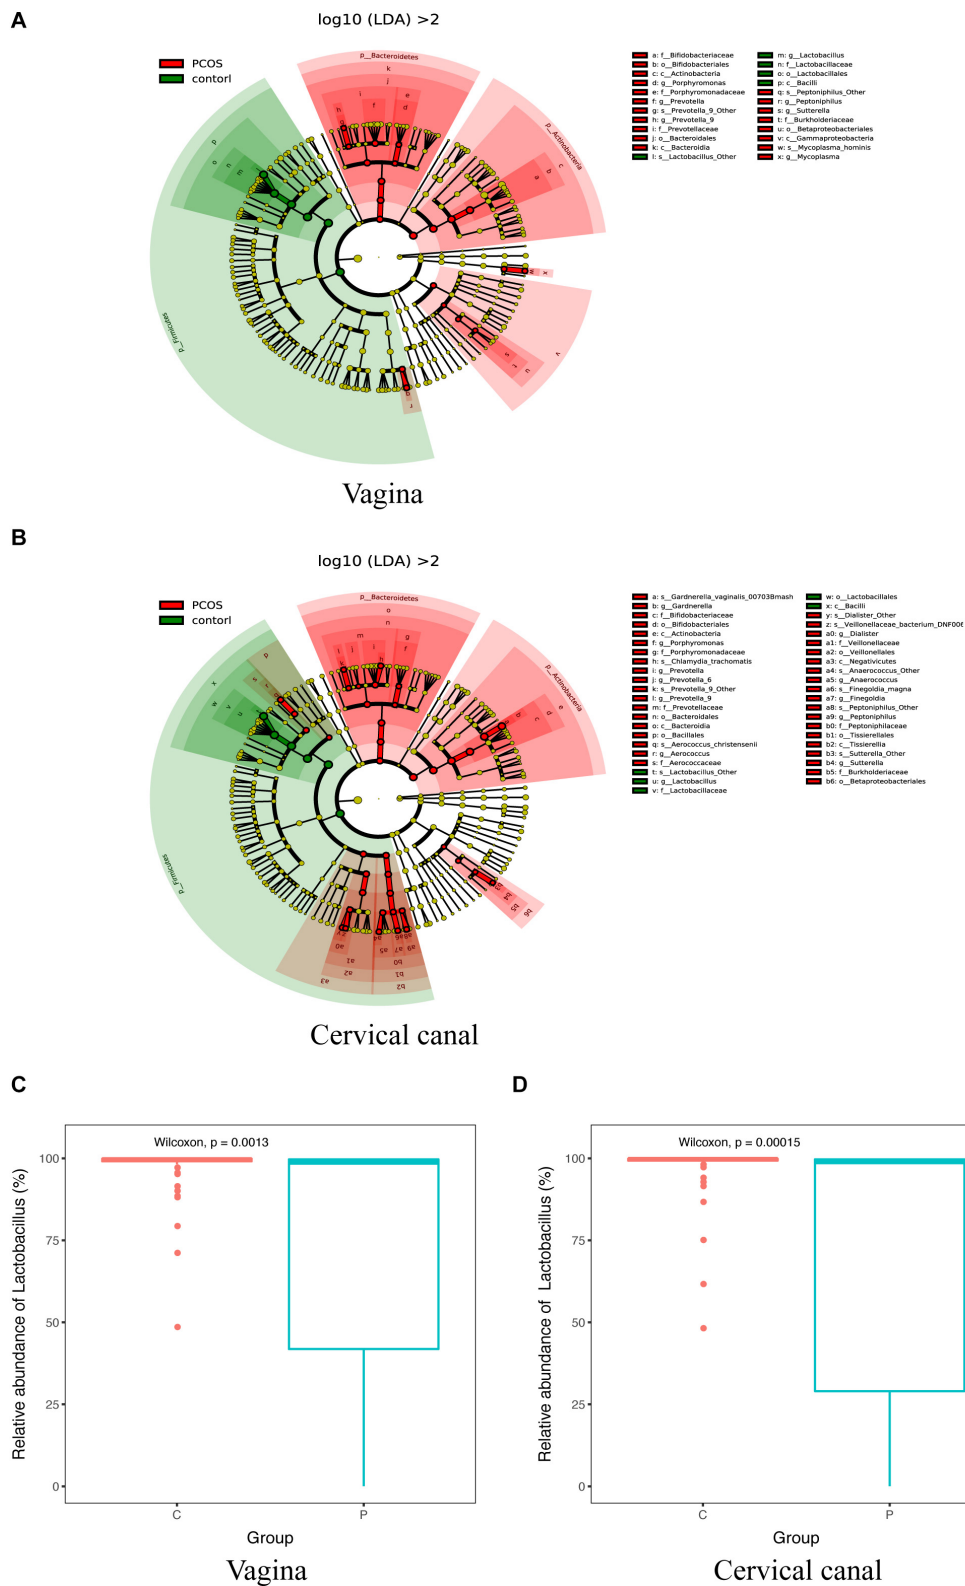 A
log10 (LDA) >2
PCOS
contorl
p__Bacteroidetes
p__Actinobacteria
p__Firmicutes
a: f__Bifidobacteriaceae
b: o__Bifidobacteriales
c: c__Actinobacteria
d: g__Porphyromonas
e: f__Porphyromonadaceae
f: g__Prevotella
g: s__Prevotella_9_Other
h: g__Prevotella_9
i: f__Prevotellaceae
j: o__Bacteroidales
k: c__Bacteroidia
l: s__Lactobacillus_Other
m: g__Lactobacillus
n: f__Lactobacillaceae
o: o__Lactobacillales
p: c__Bacilli
q: s__Peptoniphilus_Other
r: g__Peptoniphilus
s: g__Sutterella
t: f__Burkholderiaceae
u: o__Betaproteobacteriales
v: c__Gammaproteobacteria
w: s__Mycoplasma_hominis
x: g__Mycoplasma
Vagina
B
log10 (LDA) >2
PCOS
contorl
p__Bacteroidetes
p__Actinobacteria
p__Firmicutes
a: s__Gardnerella_vaginalis_00703Bmash
b: g__Gardnerella
c: f__Bifidobacteriaceae
d: o__Bifidobacteriales
e: c__Actinobacteria
f: g__Porphyromonas
g: f__Porphyromonadaceae
h: s__Chlamydia_trachomatis
i: g__Prevotella
j: g__Prevotella_6
k: s__Prevotella_9_Other
l: g__Prevotella_9
m: f__Prevotellaceae
n: o__Bacteroidales
o: c__Bacteroidia
p: o__Bacillales
q: s__Aerococcus_christensenii
r: g__Aerococcus
s: f__Aerococcaceae
t: s__Lactobacillus_Other
u: g__Lactobacillus
v: f__Lactobacillaceae
w: o__Lactobacillales
x: c__Bacilli
y: s__Dialister_Other
z: s__Veillonellaceae_bacterium_DNF006
a0: g__Dialister
a1: f__Veillonellaceae
a2: o__Veillonellales
a3: c__Negativicutes
a4: s__Anaerococcus_Other
a5: g__Anaerococcus
a6: s__Finegoldia_magna
a7: g__Finegoldia
a8: s__Peptoniphilus_Other
a9: g__Peptoniphilus
b0: f__Peptoniphilaceae
b1: o__Tissierellales
b2: c__Tissierellia
b3: s__Sutterella_Other
b4: g__Sutterella
b5: f__Burkholderiaceae
b6: o__Betaproteobacteriales
Cervical canal
C
Wilcoxon, p = 0.0013
Relative abundance of Lactobacillus (%)
100
75
50
25
0
C
P
Group
Vagina
D
Wilcoxon, p = 0.00015
Relative abundance of Lactobacillus (%)
100
75
50
25
0
C
P
Group
Cervical canal